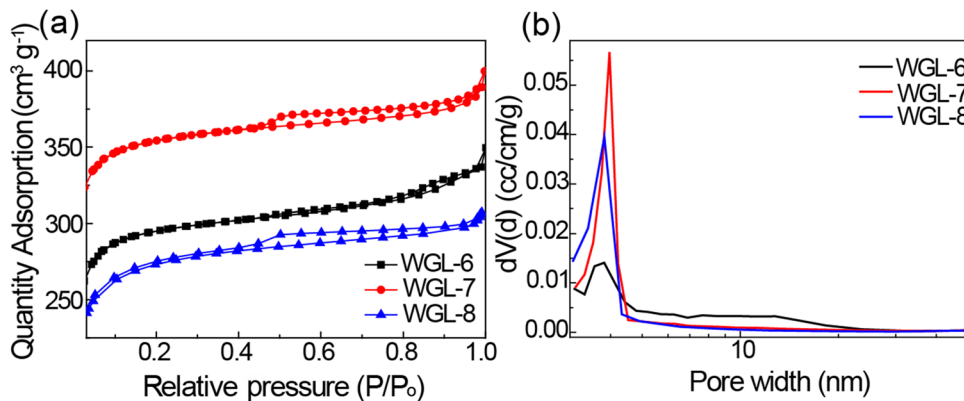 (a)
Quantity Adsorprtion (cm³ g⁻¹)
400
350
300
250
WGL-6
WGL-7
WGL-8
0.2 0.4 0.6 0.8 1.0
Relative pressure (P/Pₒ)
(b)
dV(d) (cc/cm/g)
0.05
0.04
0.03
0.02
0.01
0.00
WGL-6
WGL-7
WGL-8
10
Pore width (nm)